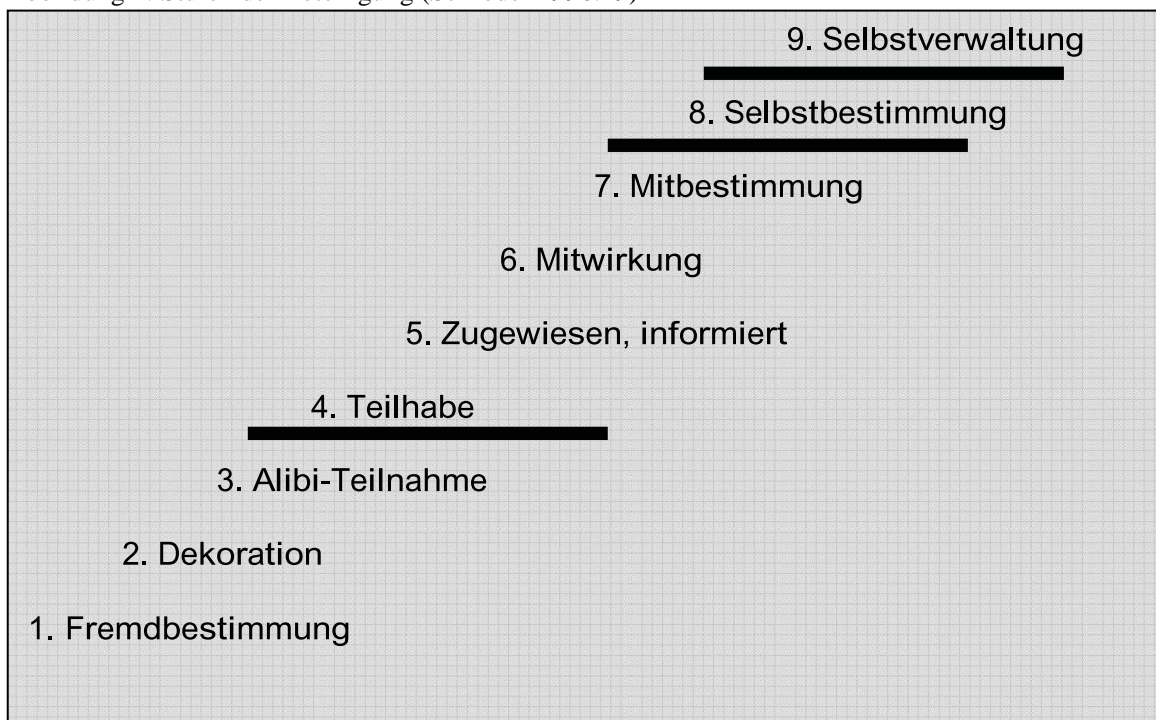 9. Selbstverwaltung
8. Selbstbestimmung
7. Mitbestimmung
6. Mitwirkung
5. Zugewiesen, informiert
4. Teilhabe
3. Alibi-Teilnahme
2. Dekoration
1. Fremdbestimmung